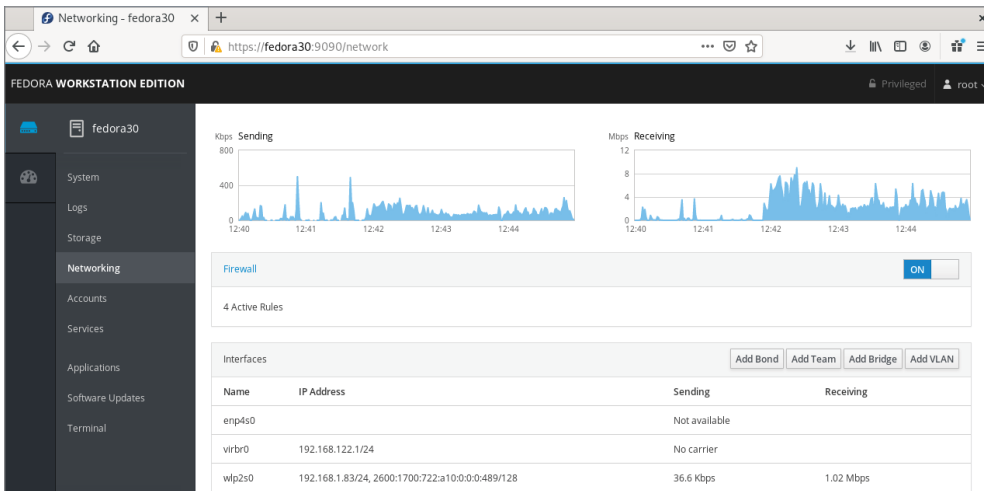 Networking - fedora30
https://fedora30:9090/network
FEDORA WORKSTATION EDITION
Privileged
root
fedora30
System
Logs
Storage
Networking
Accounts
Services
Applications
Software Updates
Terminal
Kbps Sending
800
400
0
12:40 12:41 12:42 12:43 12:44
Mbps Receiving
12
8
4
0
12:40 12:41 12:42 12:43 12:44
Firewall
ON
4 Active Rules
Interfaces
Add Bond Add Team Add Bridge Add VLAN
Name IP Address Sending Receiving
enp4s0 Not available
virbr0 192.168.122.1/24 No carrier
wlp2s0 192.168.1.83/24, 2600:1700:722:a10:0:0:0:489/128 36.6 Kbps 1.02 Mbps